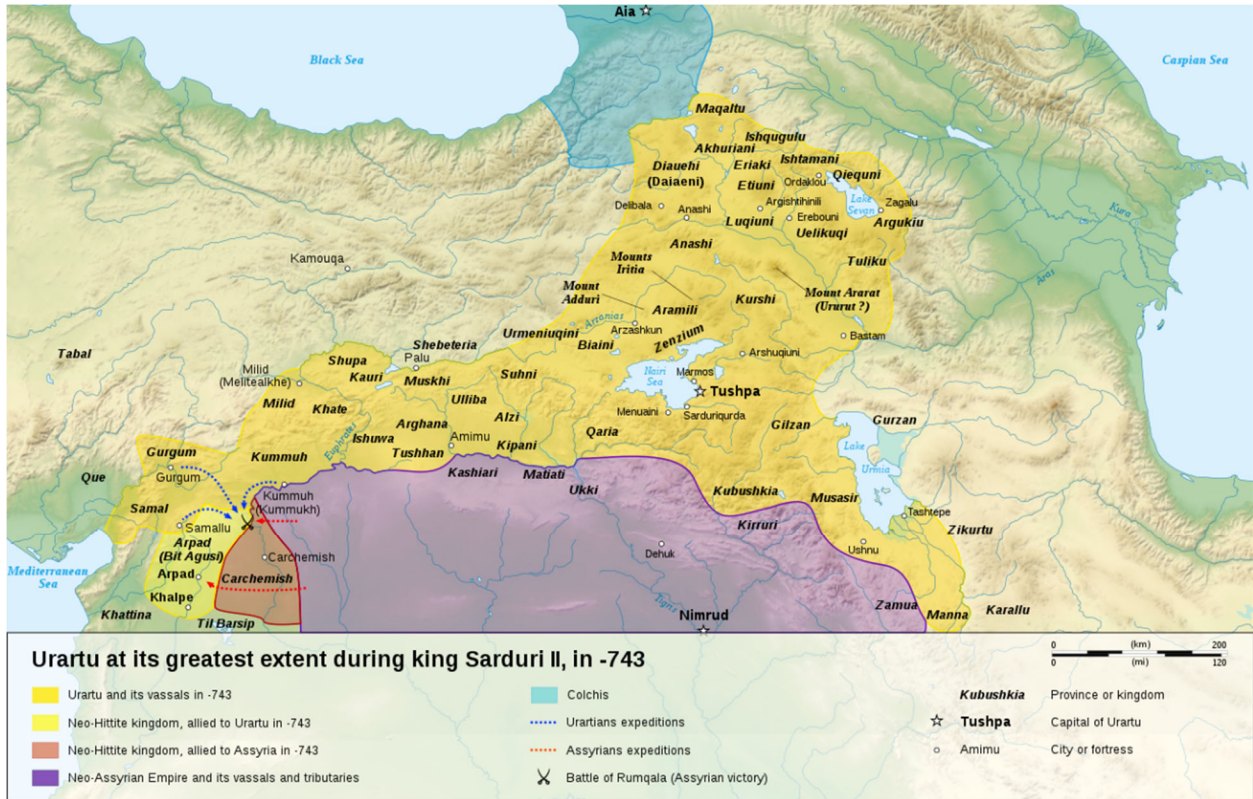 Aia
Black Sea
Caspian Sea
Maqaltu
Ishqugulu
Akhuriani
Diauehi
(Daiaeni)
Eriaki
Ishtamani
Etiuni
Ordaklou
Qiequni
Lake
Sevan
Delibala
Anashi
Argishtihinili
Zagalu
Luqiuni
Erebouni
Argukiu
Uelikuqi
Kura
Anashi
Kamouqa
Mounts
Iritia
Tuliku
Aras
Mount
Adduri
Kurshi
Mount Ararat
(Ururut ?)
Aramili
Artanias
Arzashkun
Urmeniuqini
Biaini
Zenzium
Bastam
Tabal
Shebeteria
Shupa
Palu
Arshuqiuni
Milid
(Melitealkhe)
Kauri
Muskhi
Suhni
Nairi
Sea
Marmos
Tushpa
Milid
Khate
Ulliba
Menuaini
Sarduriqurda
Alzi
Gilzan
Gurzan
Arghana
Euphrates
Ishuwa
Amimu
Qaria
Tushhan
Kipani
Lake
Urmia
Gurgum
Gurgum
Kummuh
Kashiari
Matiati
Que
Ukki
Kubushkia
Musasir
Kummuh
(Kummukh)
Samal
Samallu
Kirruri
Tashtepe
Zikurtu
Arpad
(Bit Agusi)
Carchemish
Dehuk
Ushnu
Mediterranean
Sea
Arpad
Carchemish
Khalpe
Tigris
Nimrud
Zamua
Manna
Karallu
Khattina
Til Barsip
Urartu at its greatest extent during king Sarduri II, in -743
0 (km) 200
0 (mi) 120
Urartu and its vassals in -743
Neo-Hittite kingdom, allied to Urartu in -743
Neo-Hittite kingdom, allied to Assyria in -743
Neo-Assyrian Empire and its vassals and tributaries
Colchis
Urartians expeditions
Assyrians expeditions
Battle of Rumqala (Assyrian victory)
Kubushkia Province or kingdom
Tushpa Capital of Urartu
Amimu City or fortress